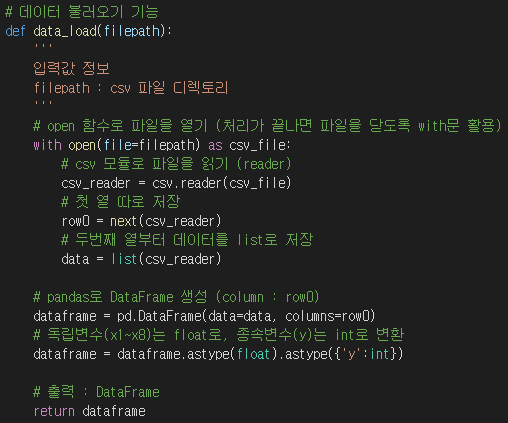 # 데이터 불러오기 기능
def data_load(filepath):
    '''
    입력값 정보
    filepath : csv 파일 디렉토리
    '''
    # open 함수로 파일을 열기 (처리가 끝나면 파일을 닫도록 with문 활용)
    with open(file=filepath) as csv_file:
        # csv 모듈로 파일을 읽기 (reader)
        csv_reader = csv.reader(csv_file)
        # 첫 열 따로 저장
        row0 = next(csv_reader)
        # 두번째 열부터 데이터를 list로 저장
        data = list(csv_reader)

    # pandas로 DataFrame 생성 (column : row0)
    dataframe = pd.DataFrame(data=data, columns=row0)
    # 독립변수(x1~x8)는 float로, 종속변수(y)는 int로 변환
    dataframe = dataframe.astype(float).astype({'y':int})

    # 출력 : DataFrame
    return dataframe